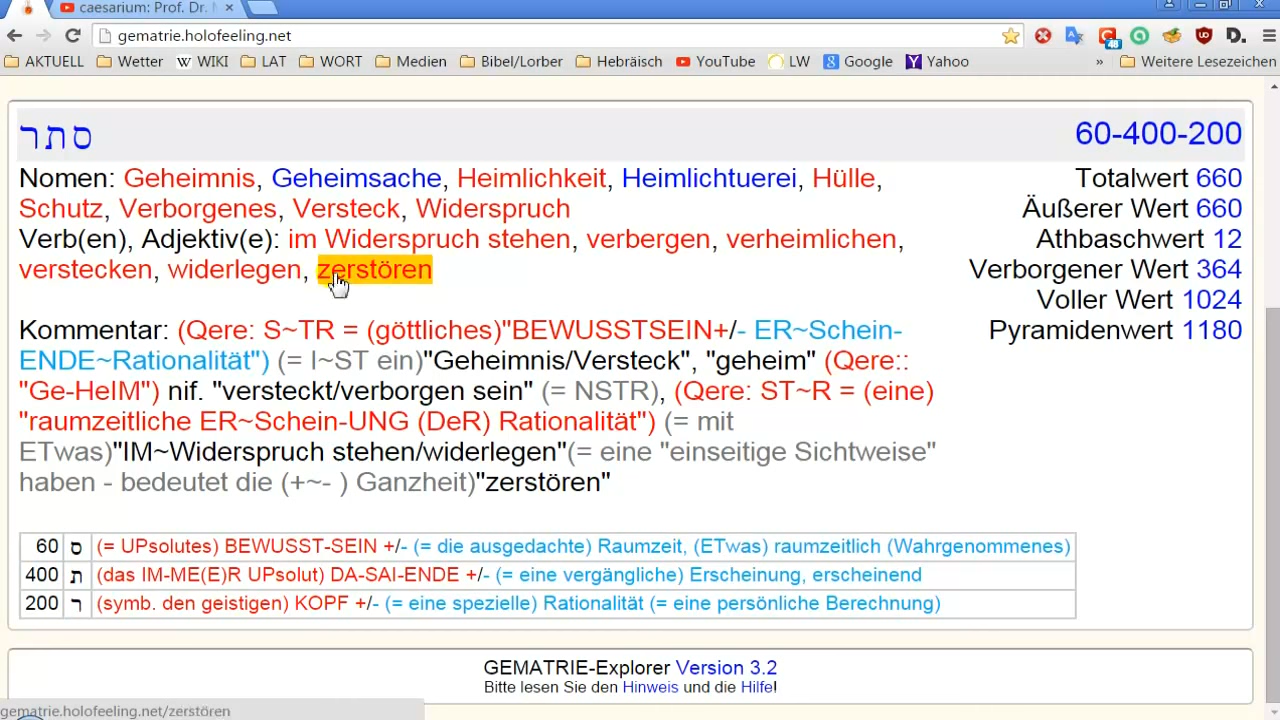 caesarium: Prof. Dr. M
gematrie.holofeeling.net
48
D.
AKTUELL Wetter W WIKI LAT WORT Medien Bibel/Lorber Hebräisch YouTube LW 8 Google Y Yahoo » Weitere Lesezeichen
סתר 60-400-200
Nomen: Geheimnis, Geheimsache, Heimlichkeit, Heimlichtuerei, Hülle,
Schutz, Verborgenes, Versteck, Widerspruch
Verb(en), Adjektiv(e): im Widerspruch stehen, verbergen, verheimlichen,
verstecken, widerlegen, zerstören
Totalwert 660
Äußerer Wert 660
Athbaschwert 12
Verborgener Wert 364
Voller Wert 1024
Pyramidenwert 1180
Kommentar: (Qere: S~TR = (göttliches)"BEWUSSTSEIN+/- ER~Schein-
ENDE~Rationalität") (= I~ST ein)"Geheimnis/Versteck", "geheim" (Qere::
"Ge-HeIM") nif. "versteckt/verborgen sein" (= NSTR), (Qere: ST~R = (eine)
"raumzeitliche ER~Schein-UNG (DeR) Rationalität") (= mit
ETwas)"IM~Widerspruch stehen/widerlegen"(= eine "einseitige Sichtweise"
haben - bedeutet die (+~- ) Ganzheit)"zerstören"
60 ס (= UPsolutes) BEWUSST-SEIN +/- (= die ausgedachte) Raumzeit, (ETwas) raumzeitlich (Wahrgenommenes)
400 ת (das IM-ME(E)R UPsolut) DA-SAI-ENDE +/- (= eine vergängliche) Erscheinung, erscheinend
200 ר (symb. den geistigen) KOPF +/- (= eine spezielle) Rationalität (= eine persönliche Berechnung)
GEMATRIE-Explorer Version 3.2
Bitte lesen Sie den Hinweis und die Hilfe!
gematrie.holofeeling.net/zerstören